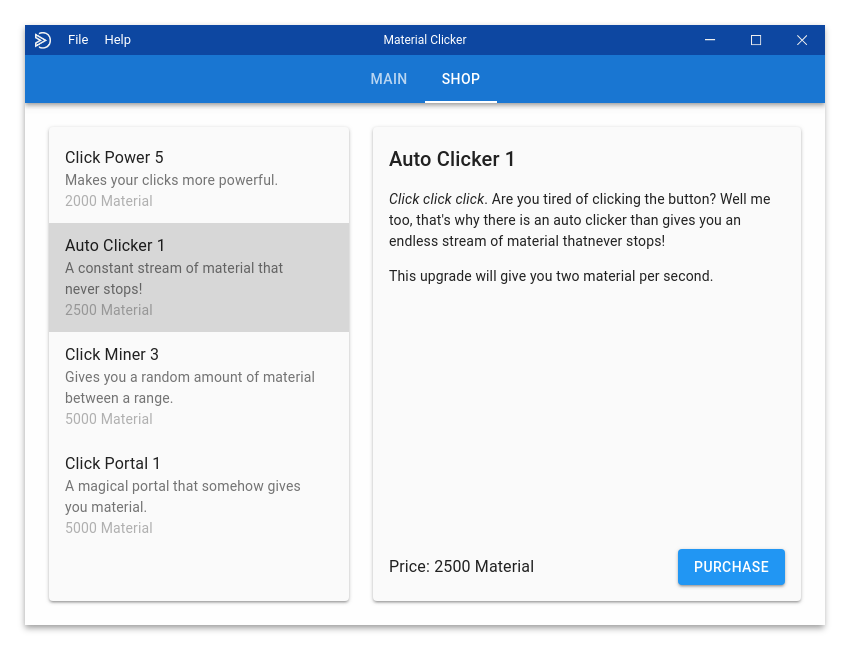 File Help Material Clicker
MAIN SHOP
Click Power 5
Makes your clicks more powerful.
2000 Material
Auto Clicker 1
A constant stream of material that
never stops!
2500 Material
Click Miner 3
Gives you a random amount of material
between a range.
5000 Material
Click Portal 1
A magical portal that somehow gives
you material.
5000 Material
Auto Clicker 1
Click click click. Are you tired of clicking the button? Well me
too, that's why there is an auto clicker than gives you an
endless stream of material thatnever stops!
This upgrade will give you two material per second.
Price: 2500 Material
PURCHASE